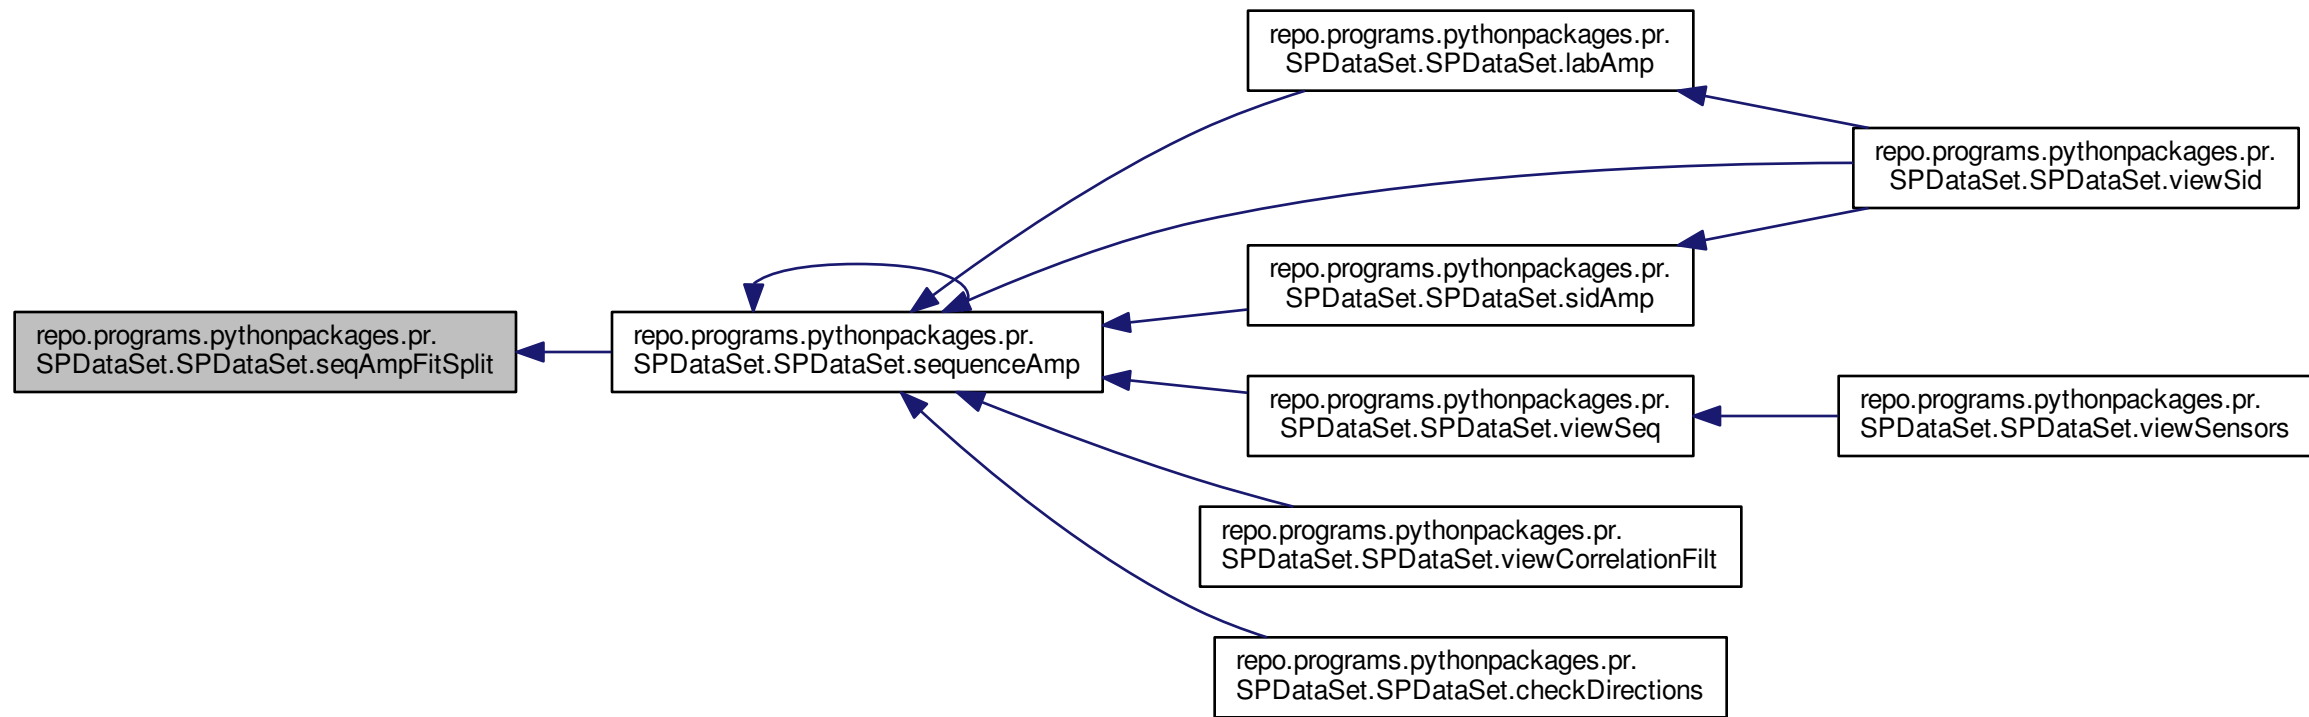 repo.programs.pythonpackages.pr.
SPDataSet.SPDataSet.labAmp
repo.programs.pythonpackages.pr.
SPDataSet.SPDataSet.viewSid
repo.programs.pythonpackages.pr.
SPDataSet.SPDataSet.sidAmp
repo.programs.pythonpackages.pr.
SPDataSet.SPDataSet.seqAmpFitSplit
repo.programs.pythonpackages.pr.
SPDataSet.SPDataSet.sequenceAmp
repo.programs.pythonpackages.pr.
SPDataSet.SPDataSet.viewSeq
repo.programs.pythonpackages.pr.
SPDataSet.SPDataSet.viewSensors
repo.programs.pythonpackages.pr.
SPDataSet.SPDataSet.viewCorrelationFilt
repo.programs.pythonpackages.pr.
SPDataSet.SPDataSet.checkDirections